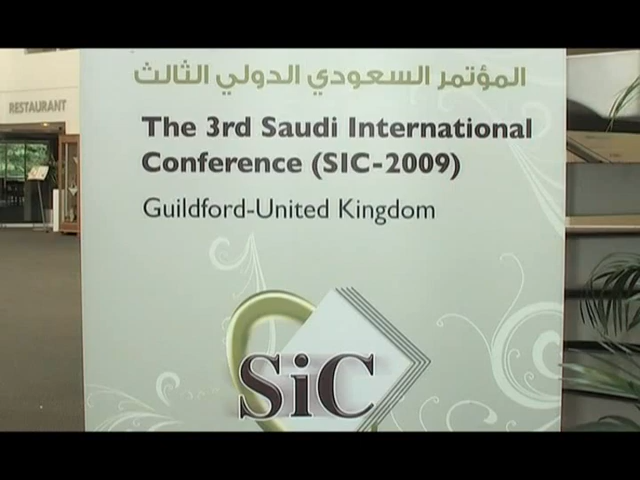 المؤتمر السعودي الدولي الثالث
RESTAURANT
The 3rd Saudi International
Conference (SIC-2009)
Guildford-United Kingdom
SiC